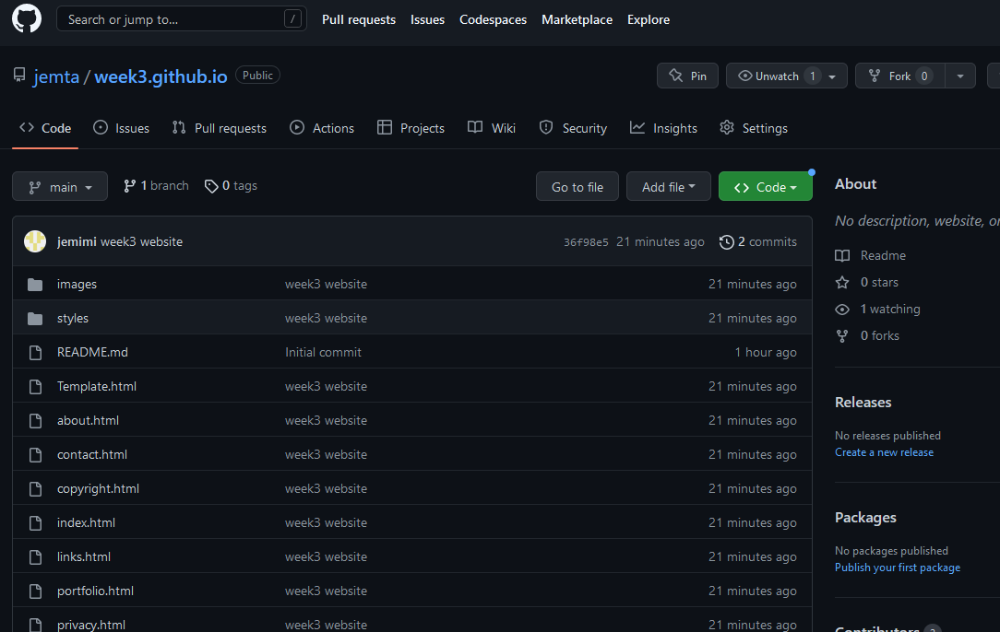 Search or jump to... /
Pull requests Issues Codespaces Marketplace Explore
jemta / week3.github.io Public
Pin Unwatch 1 Fork 0
Code Issues Pull requests Actions Projects Wiki Security Insights Settings
main 1 branch 0 tags Go to file Add file Code
jemimi week3 website 36f98e5 21 minutes ago 2 commits
images week3 website 21 minutes ago
styles week3 website 21 minutes ago
README.md Initial commit 1 hour ago
Template.html week3 website 21 minutes ago
about.html week3 website 21 minutes ago
contact.html week3 website 21 minutes ago
copyright.html week3 website 21 minutes ago
index.html week3 website 21 minutes ago
links.html week3 website 21 minutes ago
portfolio.html week3 website 21 minutes ago
privacy.html week3 website 21 minutes ago
About
No description, website, or
Readme
0 stars
1 watching
0 forks
Releases
No releases published
Create a new release
Packages
No packages published
Publish your first package
Contributors